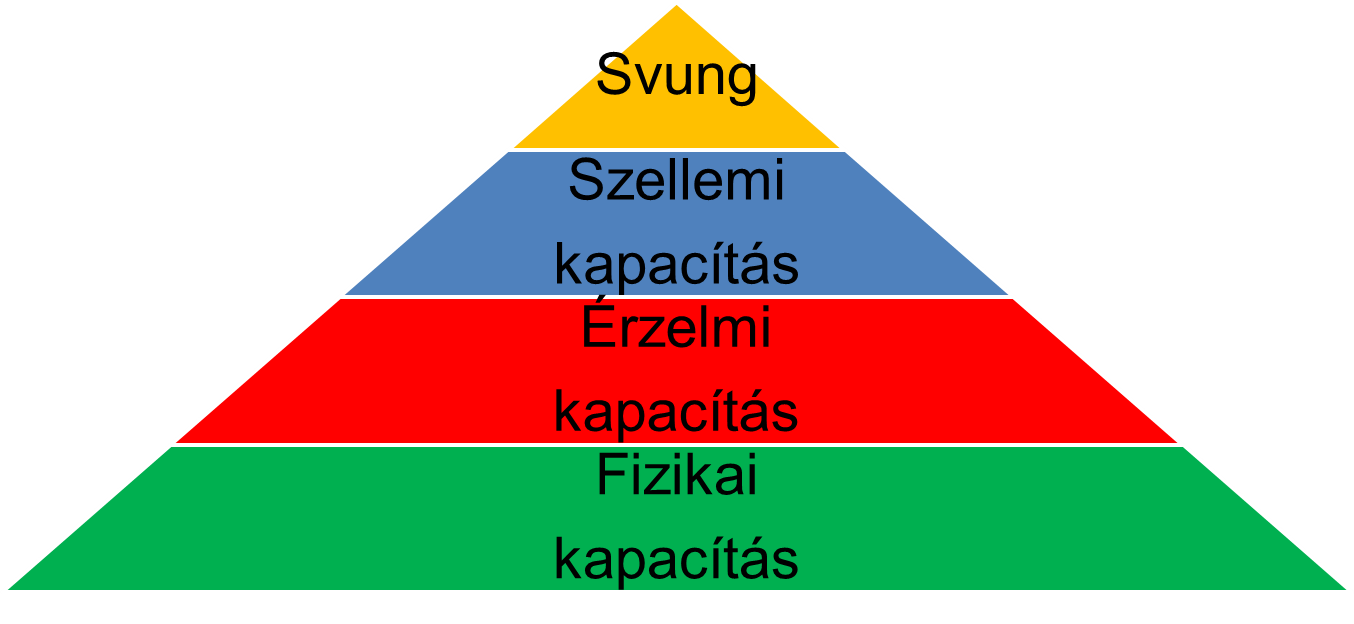 Svung
Szellemi
kapacítás
Érzelmi
kapacítás
Fizikai
kapacítás